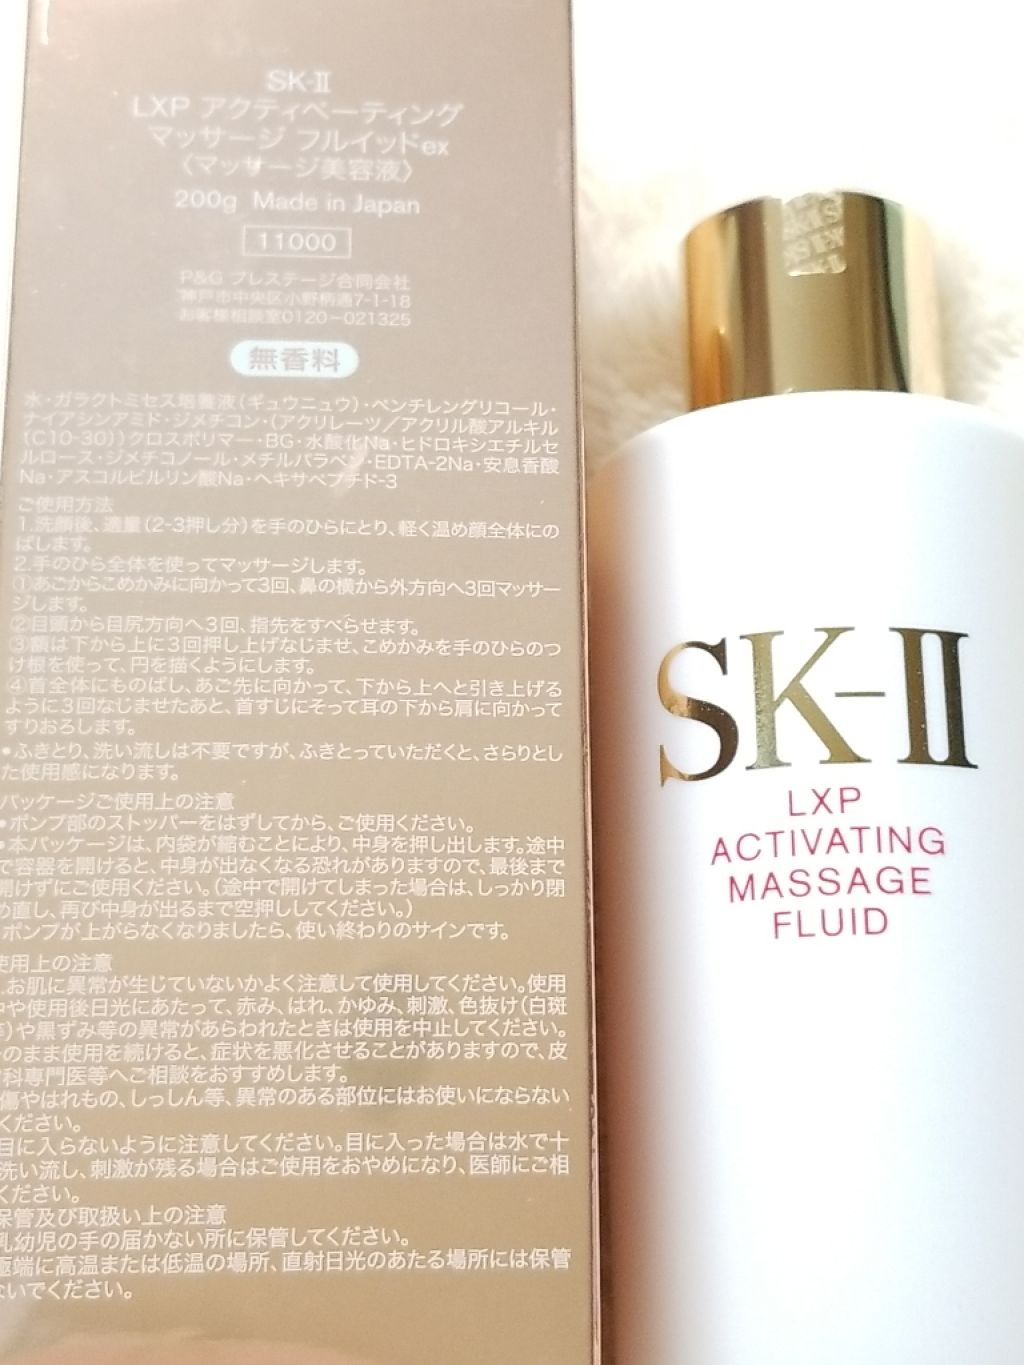 SK-II
LXP アクティベーティング
マッサージ フルイッドex
〈マッサージ美容液〉
200g Made in Japan
11000
P&G プレステージ合同会社
神戸市中央区小野柄通7-1-18
お客様相談室0120-021325
無香料
水・ガラクトミセス培養液(ギュウニュウ)・ペンチレングリコール・
ナイアシンアミド・ジメチコン・(アクリレーツ/アクリル酸アルキル
(C10-30))クロスポリマー・BG・水酸化Na・ヒドロキシエチルセ
ルロース・ジメチコノール・メチルパラベン・EDTA-2Na・安息香酸
Na・アスコルビルリン酸Na・ヘキサペプチド-3
ご使用方法
1.洗顔後、適量(2-3押し分)を手のひらにとり、軽く温め顔全体にの
ばします。
2.手のひら全体を使ってマッサージします。
①あごからこめかみに向かって3回、鼻の横から外方向へ3回マッサー
ジします。
②目頭から目尻方向へ3回、指先をすべらせます。
③額は下から上に3回押し上げなじませ、こめかみを手のひらのつ
け根を使って、円を描くようにします。
④首全体にものばし、あご先に向かって、下から上へと引き上げる
ように3回なじませたあと、首すじにそって耳の下から肩に向かって
すりおろします。
•ふきとり、洗い流しは不要ですが、ふきとっていただくと、さらりとし
た使用感になります。
パッケージご使用上の注意
•ポンプ部のストッパーをはずしてから、ご使用ください。
•本パッケージは、内袋が縮むことにより、中身を押し出します。途中
で容器を開けると、中身が出なくなる恐れがありますので、最後まで
開けずにご使用ください。(途中で開けてしまった場合は、しっかり閉
め直し、再び中身が出るまで空押ししてください。)
ポンプが上がらなくなりましたら、使い終わりのサインです。
使用上の注意
.お肌に異常が生じていないかよく注意して使用してください。使用
中や使用後日光にあたって、赤み、はれ、かゆみ、刺激、色抜け(白斑
等)や黒ずみ等の異常があらわれたときは使用を中止してください。
のまま使用を続けると、症状を悪化させることがありますので、皮
科専門医等へご相談をおすすめします。
傷やはれもの、しっしん等、異常のある部位にはお使いにならない
ください。
目に入らないように注意してください。目に入った場合は水で十
洗い流し、刺激が残る場合はご使用をおやめになり、医師にご相
ください。
保管及び取扱い上の注意
乳幼児の手の届かない所に保管してください。
極端に高温または低温の場所、直射日光のあたる場所には保管
ないでください。
SK-II
LXP
ACTIVATING
MASSAGE
FLUID